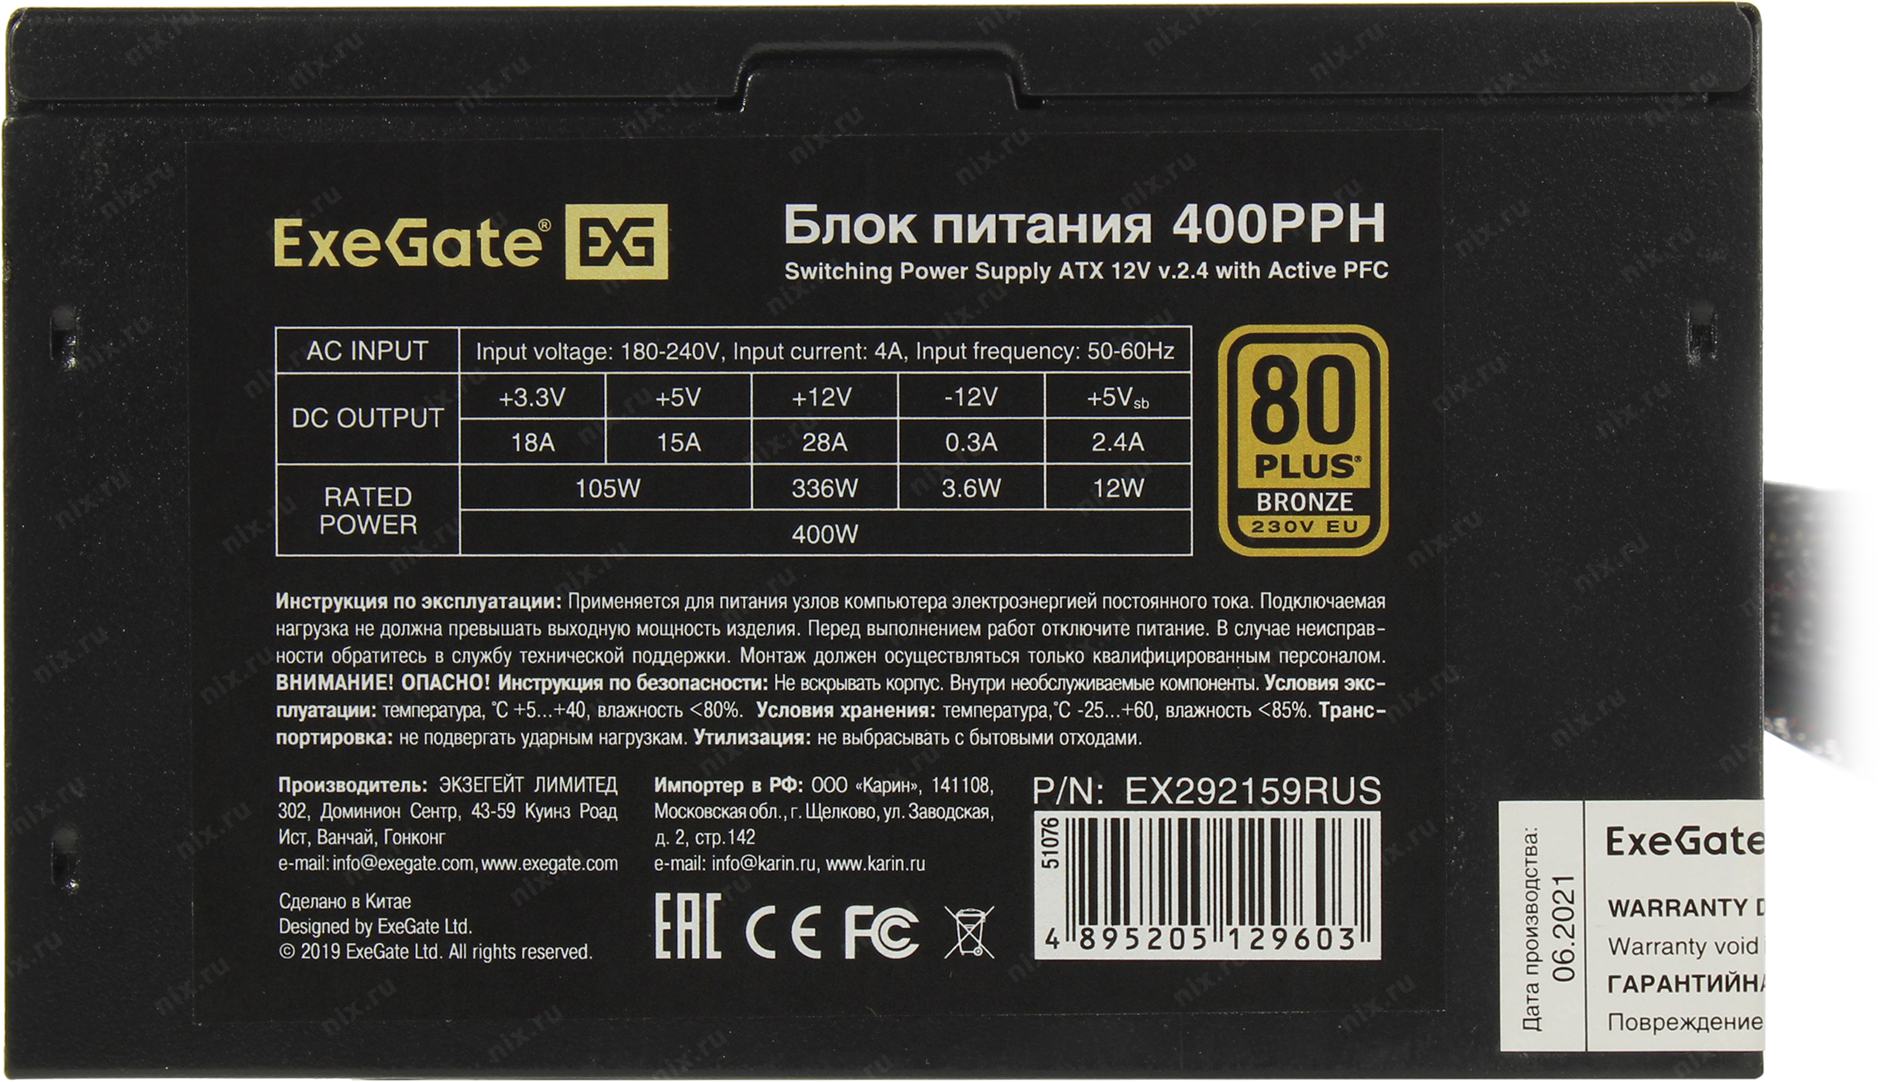 ExeGate® EXG
Блок питания 400PPH
Switching Power Supply ATX 12V v.2.4 with Active PFC
AC INPUT Input voltage: 180-240V, Input current: 4A, Input frequency: 50-60Hz
DC OUTPUT +3.3V +5V +12V -12V +5Vsb
18A 15A 28A 0.3A 2.4A
RATED POWER 105W 336W 3.6W 12W
400W
80
PLUS®
BRONZE
230V EU
Инструкция по эксплуатации: Применяется для питания узлов компьютера электроэнергией постоянного тока. Подключаемая
нагрузка не должна превышать выходную мощность изделия. Перед выполнением работ отключите питание. В случае неисправ-
ности обратитесь в службу технической поддержки. Монтаж должен осуществляться только квалифицированным персоналом.
ВНИМАНИЕ! ОПАСНО! Инструкция по безопасности: Не вскрывать корпус. Внутри необслуживаемые компоненты. Условия экс-
плуатации: температура, °C +5...+40, влажность <80%. Условия хранения: температура,°C -25...+60, влажность <85%. Транс-
портировка: не подвергать ударным нагрузкам. Утилизация: не выбрасывать с бытовыми отходами.
Производитель: ЭКЗЕГЕЙТ ЛИМИТЕД
302, Доминион Сентр, 43-59 Куинз Роад
Ист, Ванчай, Гонконг
e-mail: info@exegate.com, www.exegate.com
Сделано в Китае
Designed by ExeGate Ltd.
© 2019 ExeGate Ltd. All rights reserved.
Импортер в РФ: ООО «Карин», 141108,
Московская обл., г. Щелково, ул. Заводская,
д. 2, стр. 142
e-mail: info@karin.ru, www.karin.ru
EAC CE FC
P/N: EX292159RUS
51076
4 895205 129603
Дата производства:
06.2021
ExeGate
WARRANTY D
Warranty void
ГАРАНТИЙНА
Повреждение
nix.ru